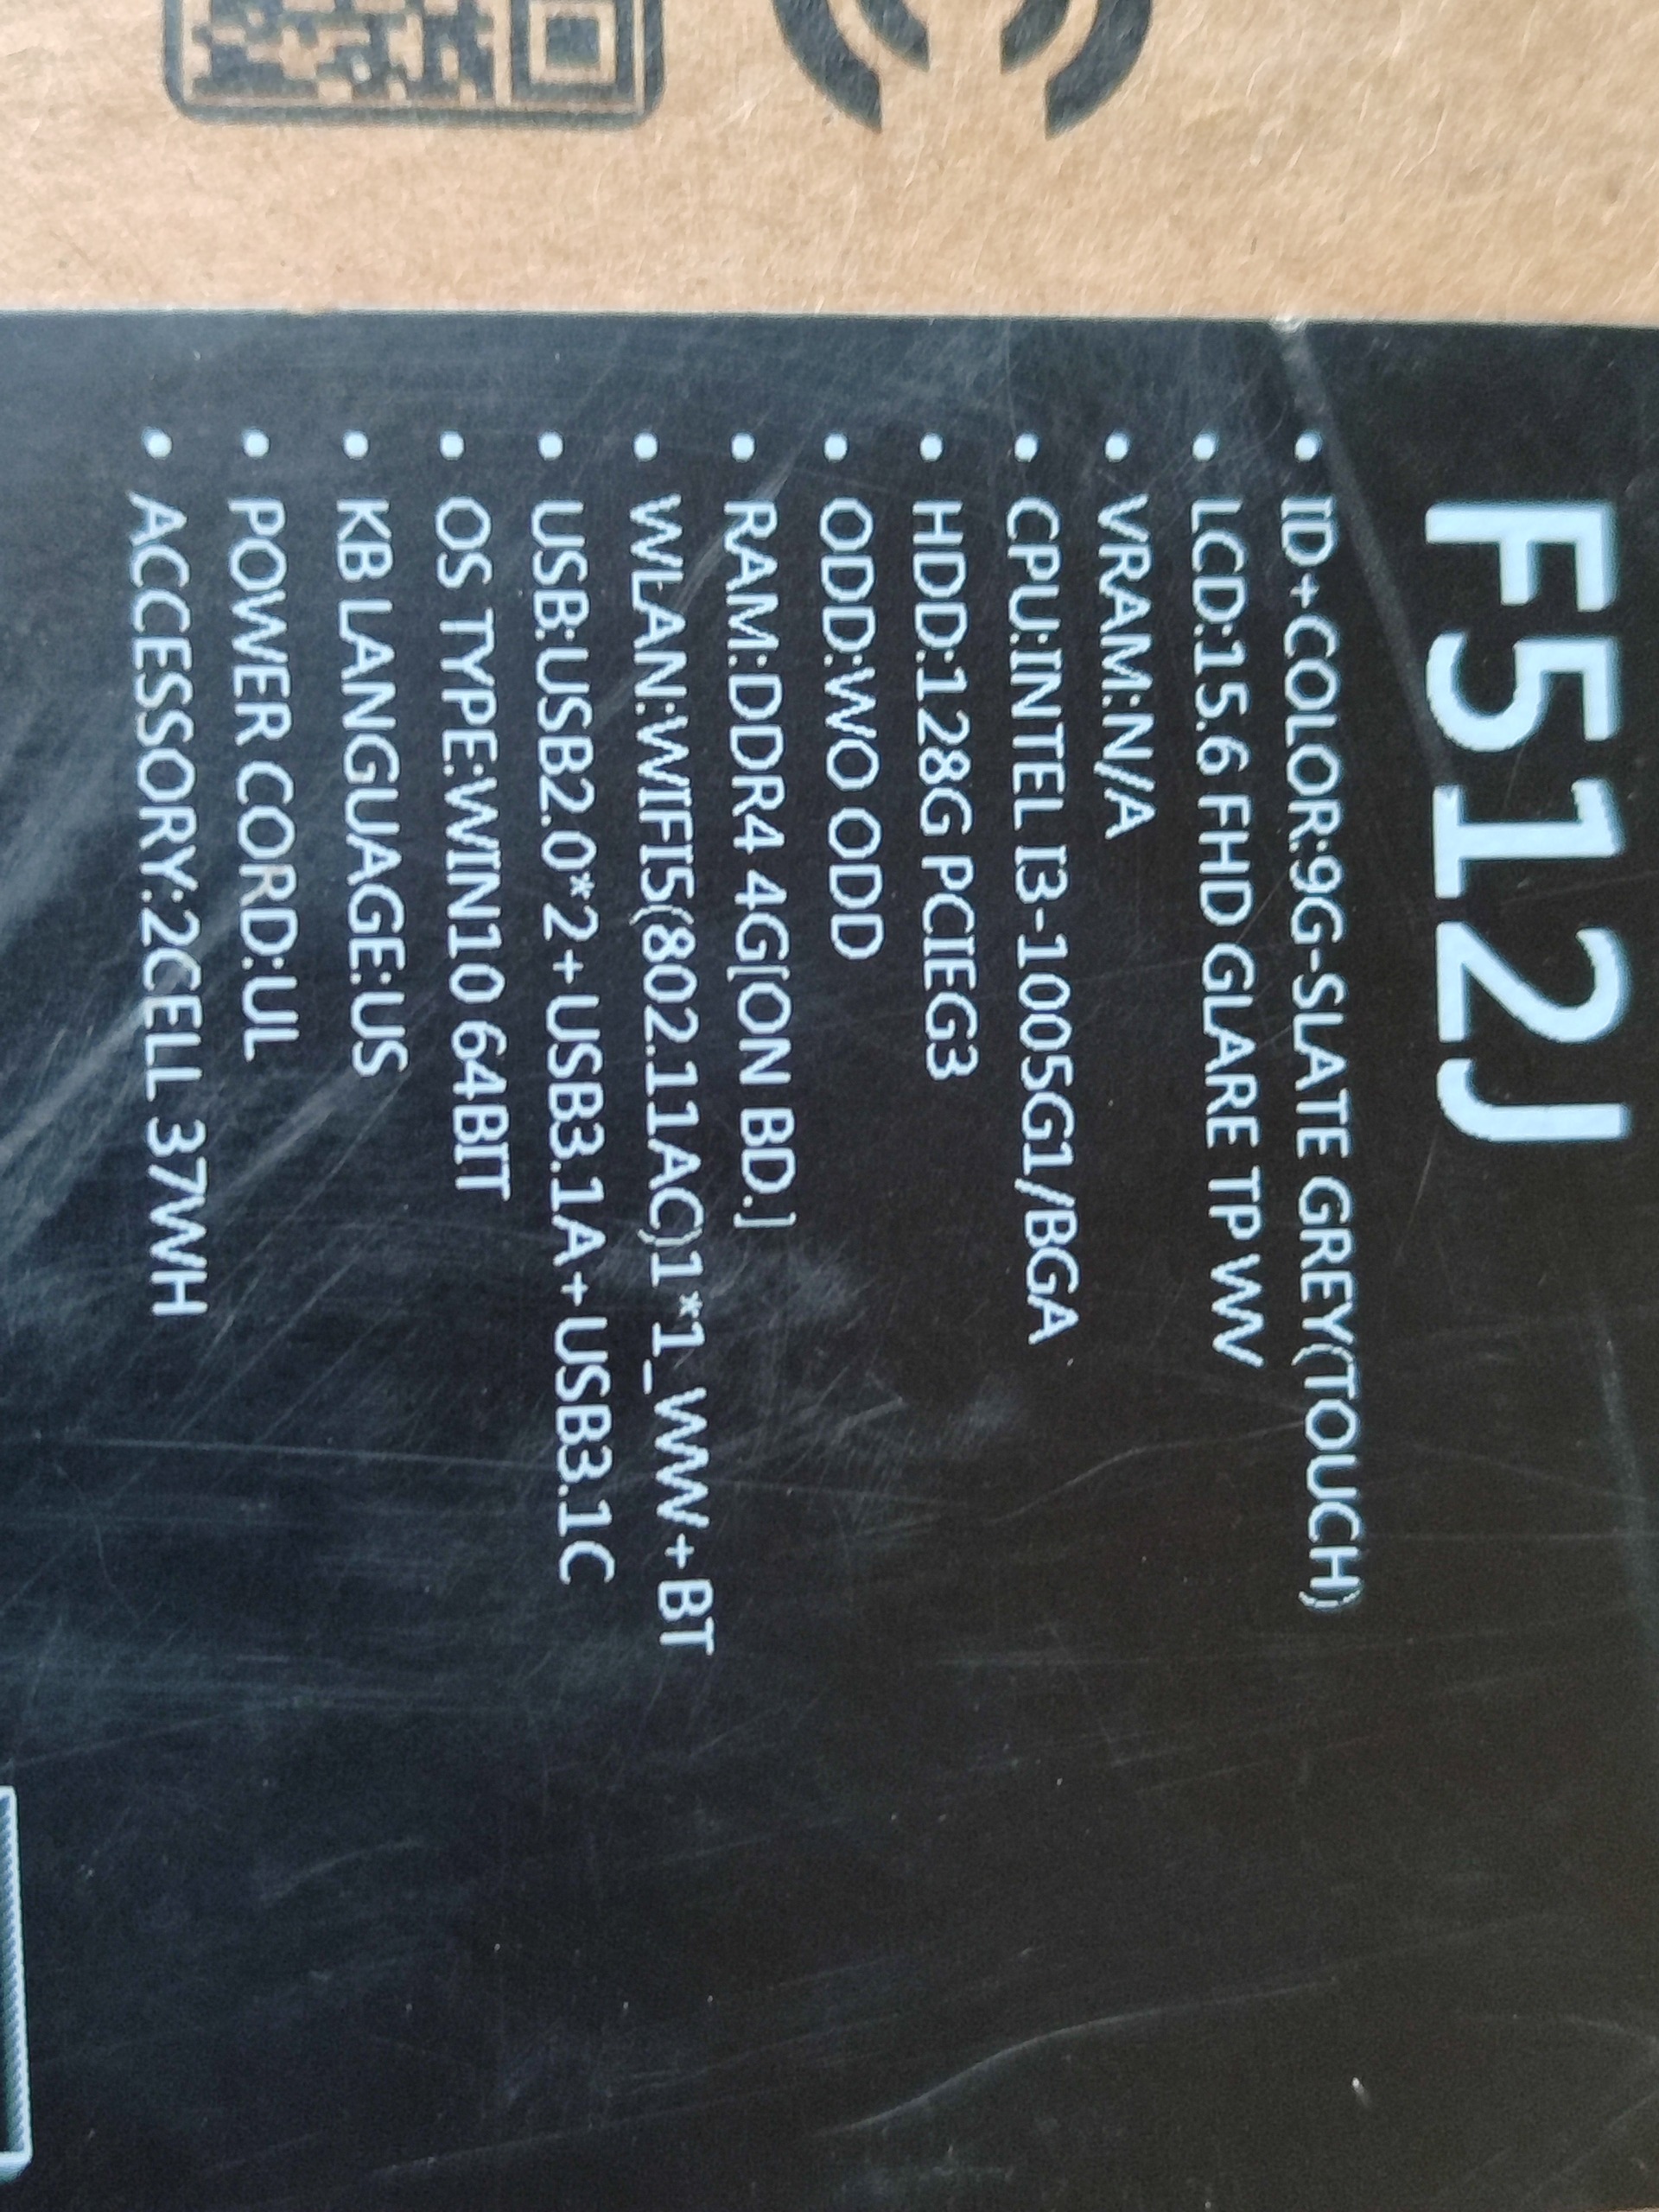 F512J
• ID+COLOR:9G-SLATE GREY(TOUCH)
• LCD:15.6 FHD GLARE TP WV
• VRAM:N/A
• CPU:INTEL I3-1005G1/BGA
• HDD:128G PCIEG3
• ODD:WO ODD
• RAM:DDR4 4G[ON BD.]
• WLAN:WIFI5(802.11AC)1*1_WW+BT
• USB:USB2.0*2+USB3.1A+USB3.1C
• OS TYPE:WIN10 64BIT
• KB LANGUAGE:US
• POWER CORD:UL
• ACCESSORY:2CELL 37WH